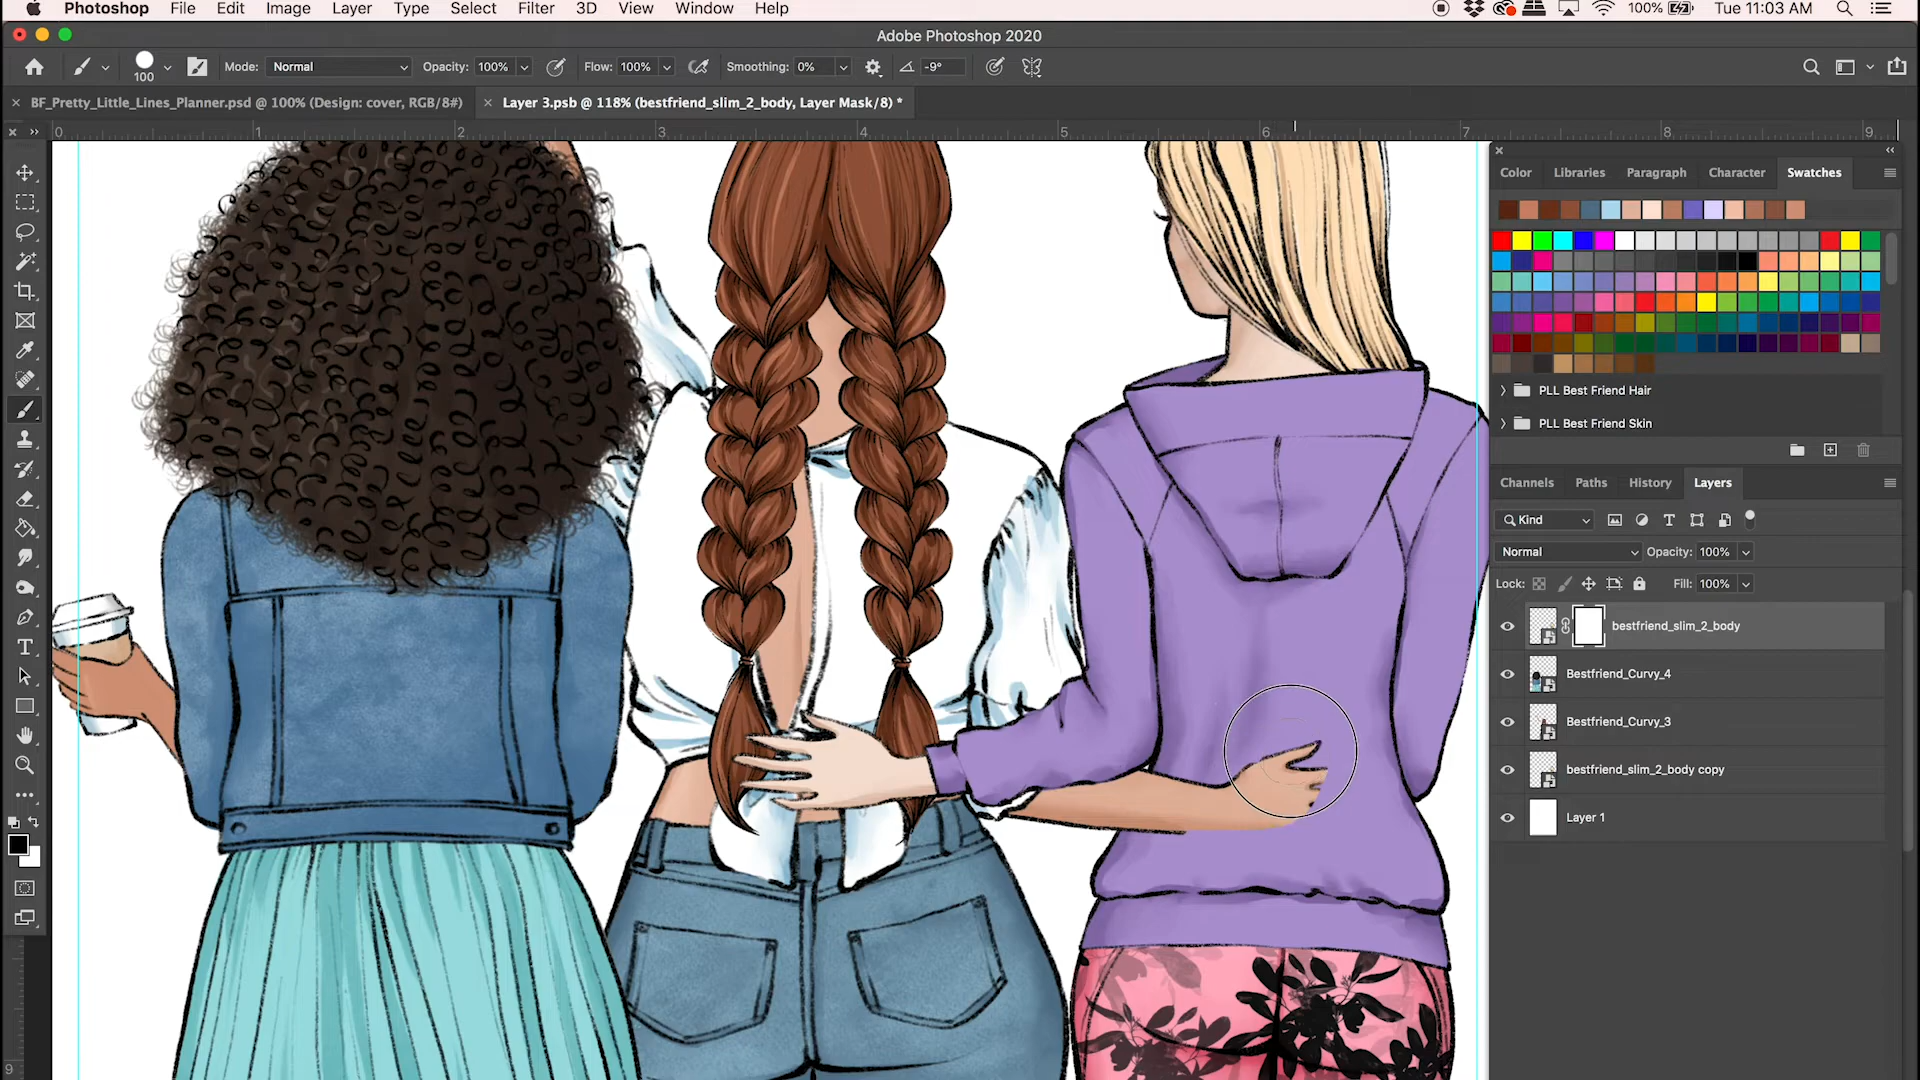 Photoshop File Edit Image Layer Type Select Filter 3D View Window Help 100% Tue 11:03 AM
Adobe Photoshop 2020
100 Mode: Normal Opacity: 100% Flow: 100% Smoothing: 0% -9°
BF_Pretty_Little_Lines_Planner.psd @ 100% (Design: cover, RGB/8#) Layer 3.psb @ 118% (bestfriend_slim_2_body, Layer Mask/8) *
0 1 2 3 4 5 6 7 8 9
Color Libraries Paragraph Character Swatches
PLL Best Friend Hair
PLL Best Friend Skin
Channels Paths History Layers
Kind
Normal Opacity: 100%
Lock: Fill: 100%
bestfriend_slim_2_body
Bestfriend_Curvy_4
Bestfriend_Curvy_3
bestfriend_slim_2_body copy
Layer 1
9